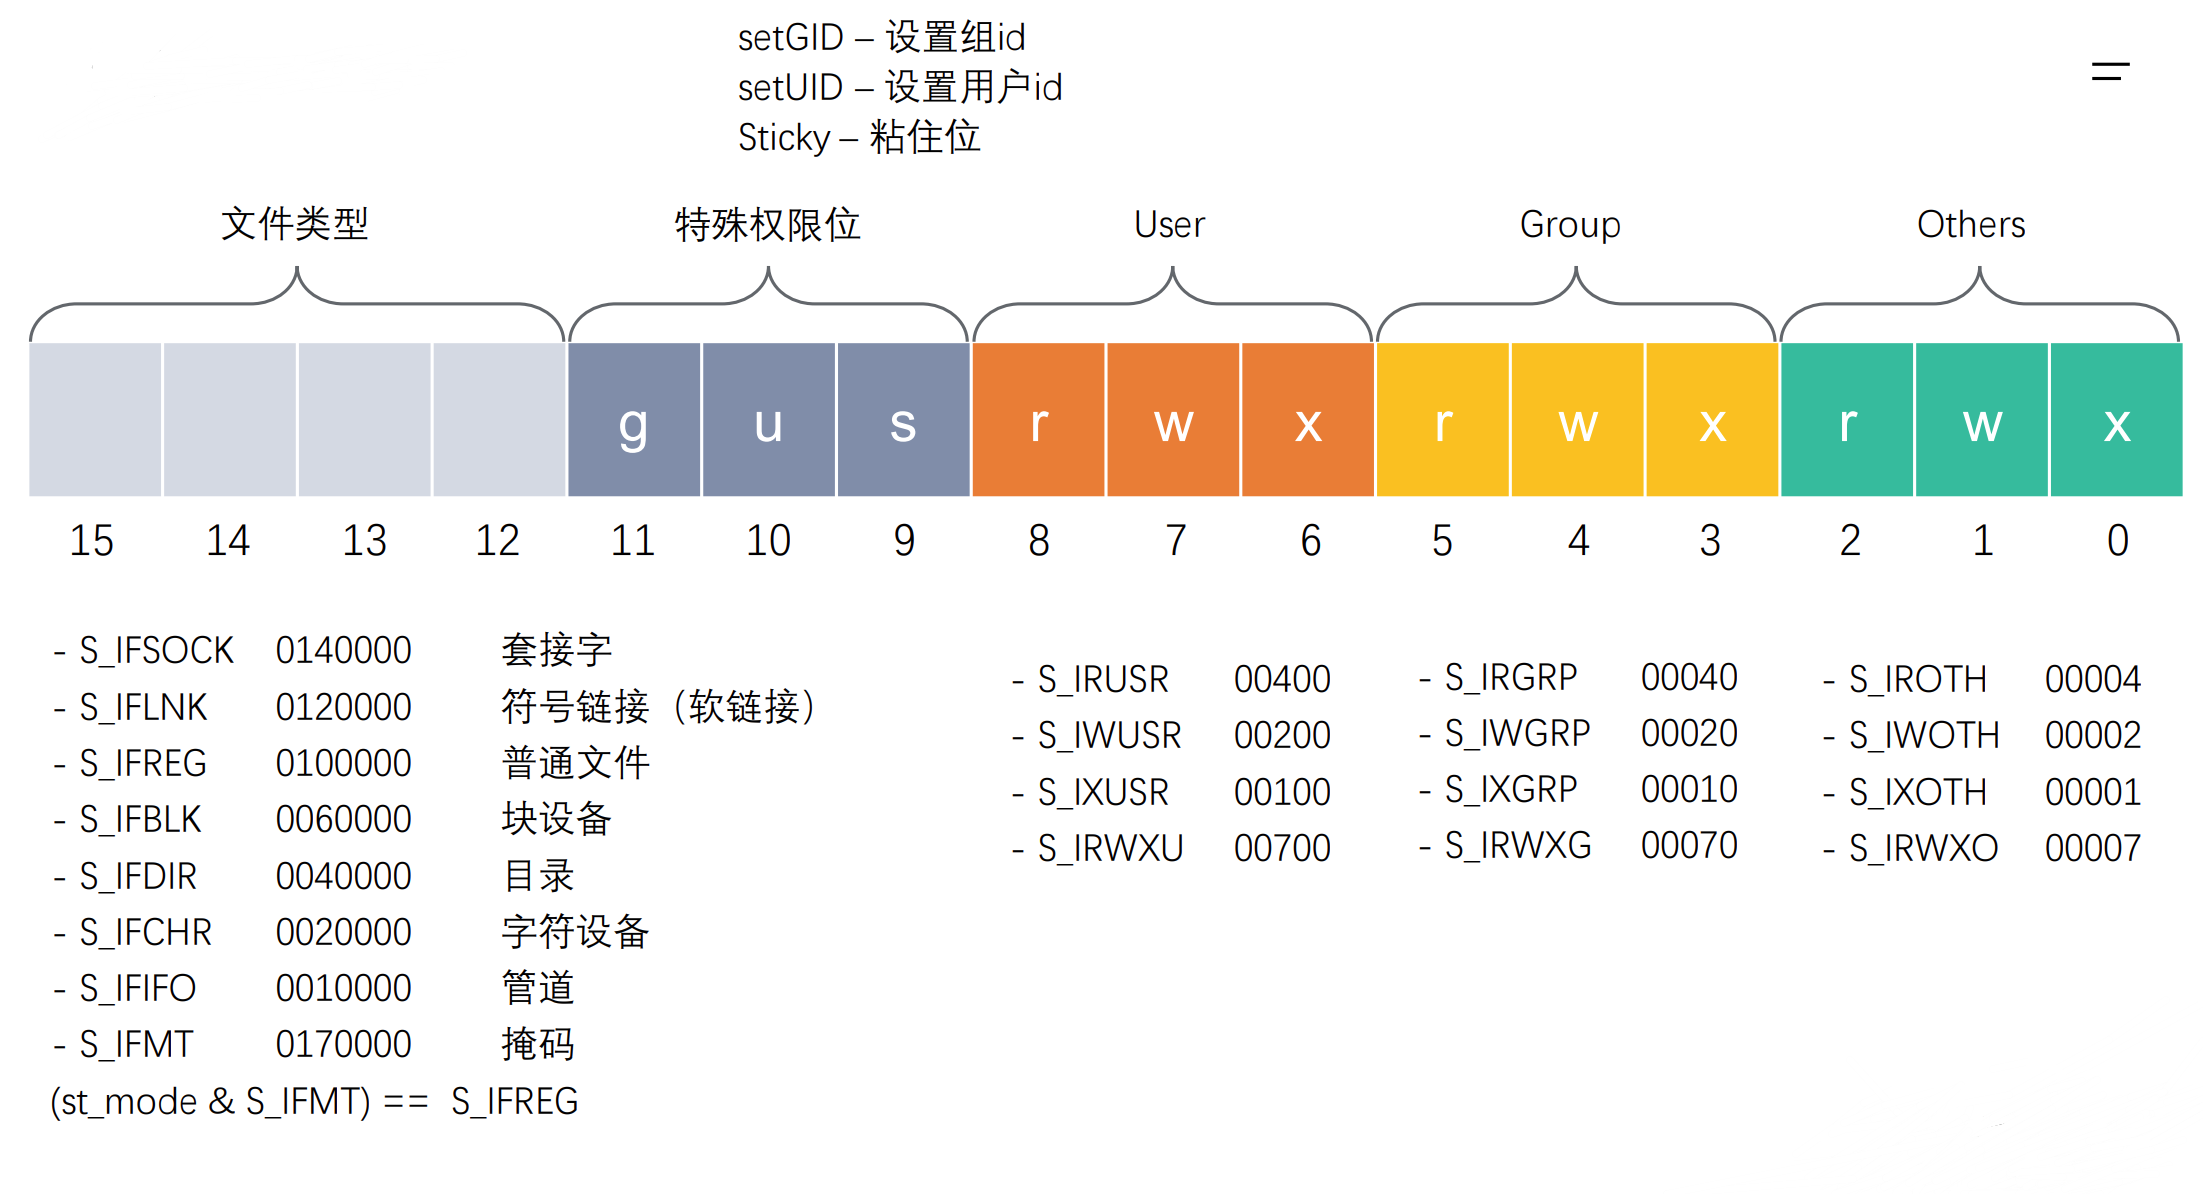 setGID – 设置组id
setUID – 设置用户id
Sticky – 粘住位
文件类型 特殊权限位 User Group Others
g u s r w x r w x r w x
15 14 13 12 11 10 9 8 7 6 5 4 3 2 1 0
- S_IFSOCK 0140000 套接字
- S_IFLNK 0120000 符号链接（软链接）
- S_IFREG 0100000 普通文件
- S_IFBLK 0060000 块设备
- S_IFDIR 0040000 目录
- S_IFCHR 0020000 字符设备
- S_IFIFO 0010000 管道
- S_IFMT 0170000 掩码
(st_mode & S_IFMT) == S_IFREG
- S_IRUSR 00400
- S_IWUSR 00200
- S_IXUSR 00100
- S_IRWXU 00700
- S_IRGRP 00040
- S_IWGRP 00020
- S_IXGRP 00010
- S_IRWXG 00070
- S_IROTH 00004
- S_IWOTH 00002
- S_IXOTH 00001
- S_IRWXO 00007